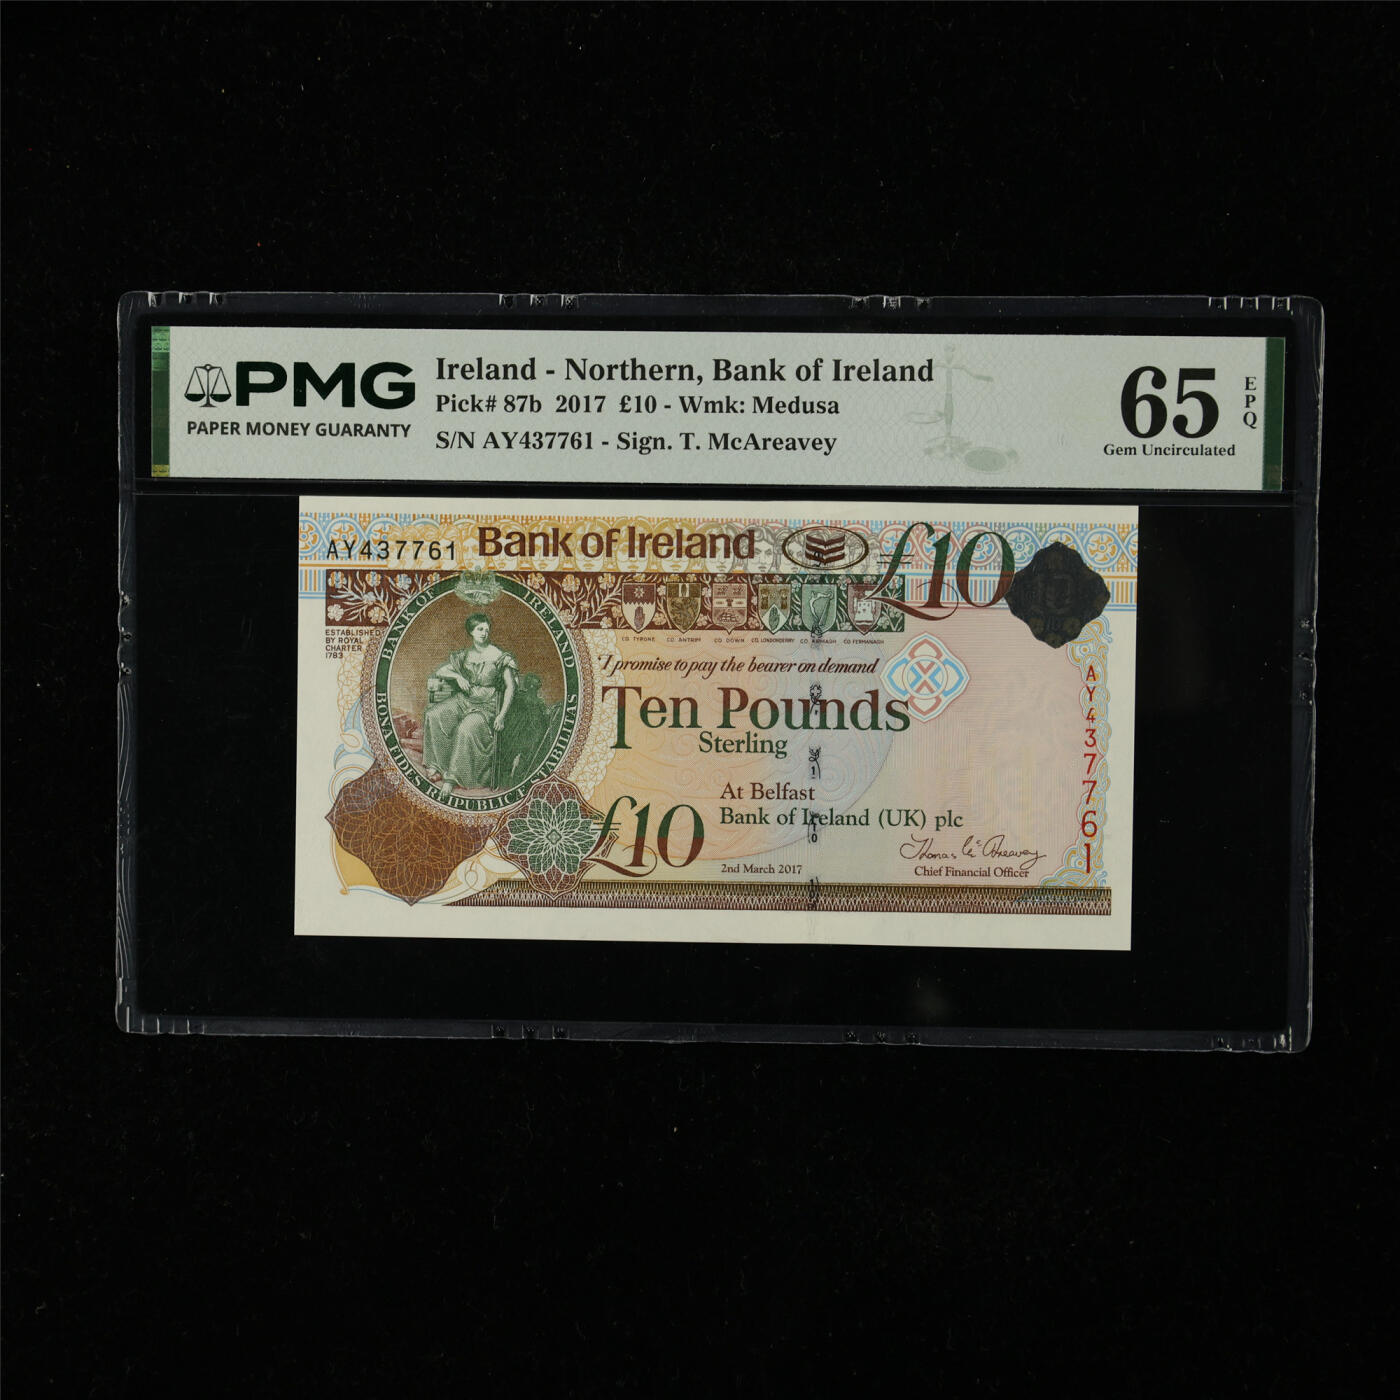 PMG
PAPER MONEY GUARANTY
Ireland - Northern, Bank of Ireland
Pick# 87b 2017 £10 - Wmk: Medusa
S/N AY437761 - Sign. T. McAreavey
65
EPQ
Gem Uncirculated
AY437761
Bank of Ireland
£10
ESTABLISHED
BY ROYAL
CHARTER
1783
BANK OF IRELAND
BONA FIDES REIPUBLICÆ STABILITAS
CO. TYRONE CO. ANTRIM CO. DOWN CO. LONDONDERRY CO. ARMAGH CO. FERMANAGH
I promise to pay the bearer on demand
Ten Pounds
Sterling
At Belfast
Bank of Ireland (UK) plc
£10
2nd March 2017
Thomas McAreavey
Chief Financial Officer
AY437761